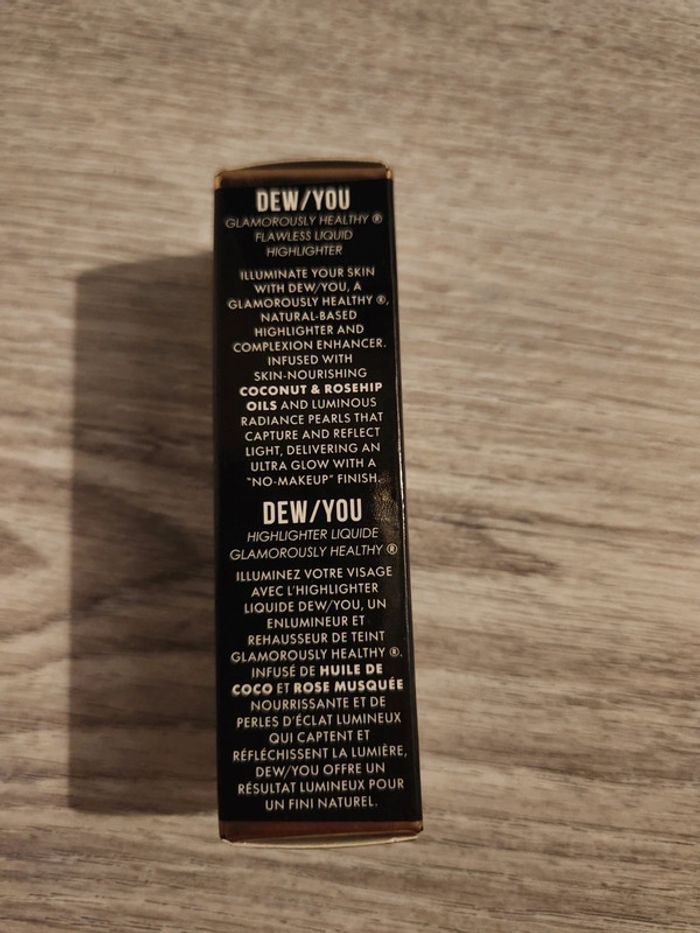 DEW/YOU
GLAMOROUSLY HEALTHY ®
FLAWLESS LIQUID
HIGHLIGHTER
ILLUMINATE YOUR SKIN
WITH DEW/YOU, A
GLAMOROUSLY HEALTHY ®,
NATURAL-BASED
HIGHLIGHTER AND
COMPLEXION ENHANCER.
INFUSED WITH
SKIN-NOURISHING
COCONUT & ROSEHIP
OILS AND LUMINOUS
RADIANCE PEARLS THAT
CAPTURE AND REFLECT
LIGHT, DELIVERING AN
ULTRA GLOW WITH A
"NO-MAKEUP" FINISH.
DEW/YOU
HIGHLIGHTER LIQUIDE
GLAMOROUSLY HEALTHY ®
ILLUMINEZ VOTRE VISAGE
AVEC L'HIGHLIGHTER
LIQUIDE DEW/YOU, UN
ENLUMINEUR ET
REHAUSSEUR DE TEINT
GLAMOROUSLY HEALTHY ®.
INFUSÉ DE HUILE DE
COCO ET ROSE MUSQUÉE
NOURRISSANTE ET DE
PERLES D'ÉCLAT LUMINEUX
QUI CAPTENT ET
RÉFLÉCHISSENT LA LUMIÈRE,
DEW/YOU OFFRE UN
RÉSULTAT LUMINEUX POUR
UN FINI NATUREL.